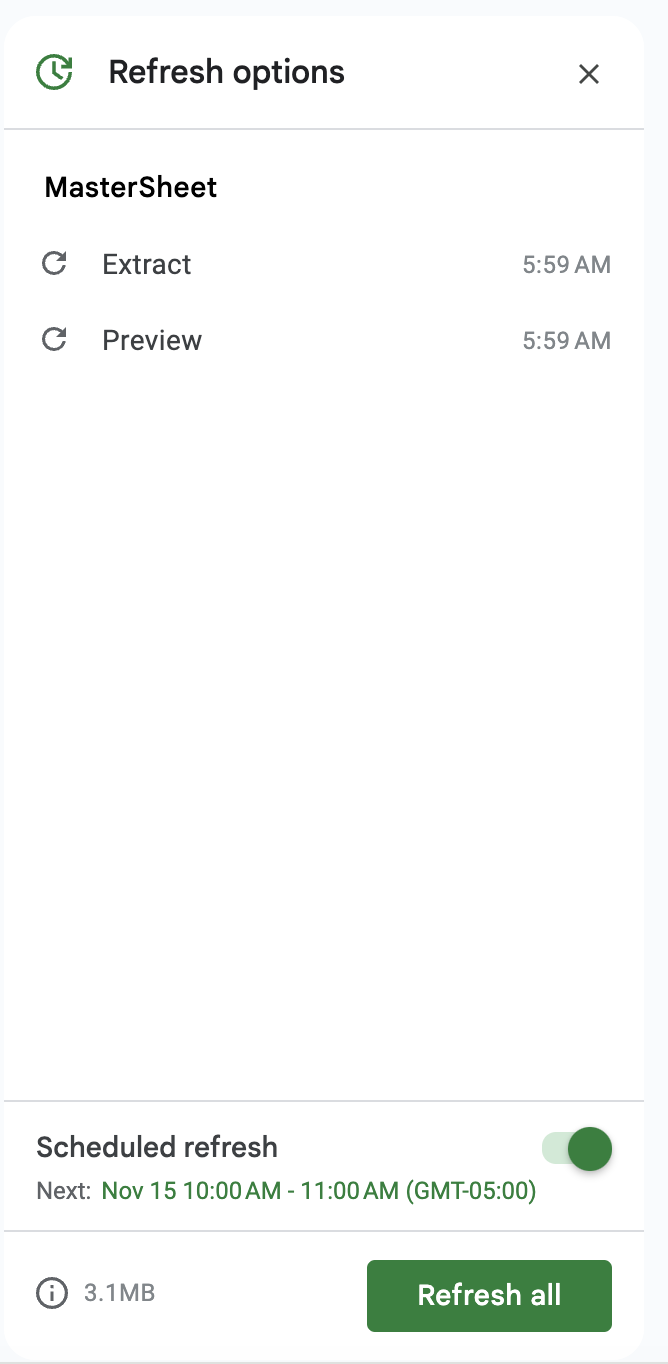 Refresh options
MasterSheet
Extract 5:59 AM
Preview 5:59 AM
Scheduled refresh
Next: Nov 15 10:00 AM - 11:00 AM (GMT-05:00)
3.1MB
Refresh all